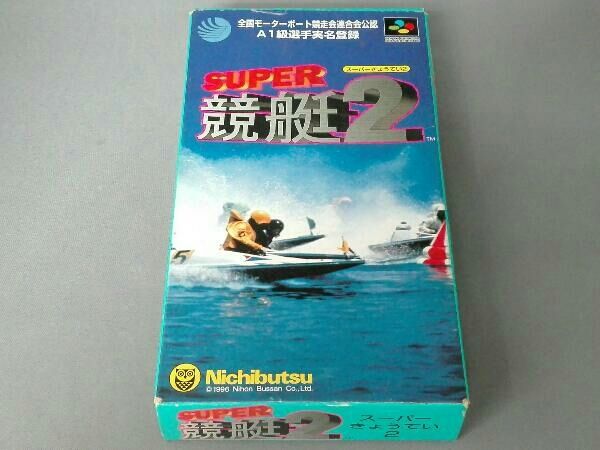 全国モーターボート競走会連合会公認
A1級選手実名登録
SUPER
スーパーきょうてい2
競艇2
TM
5
Nichibutsu
©1996 Nihon Bussan Co., Ltd.
SUPER
競艇2
スーパー
きょうてい
2